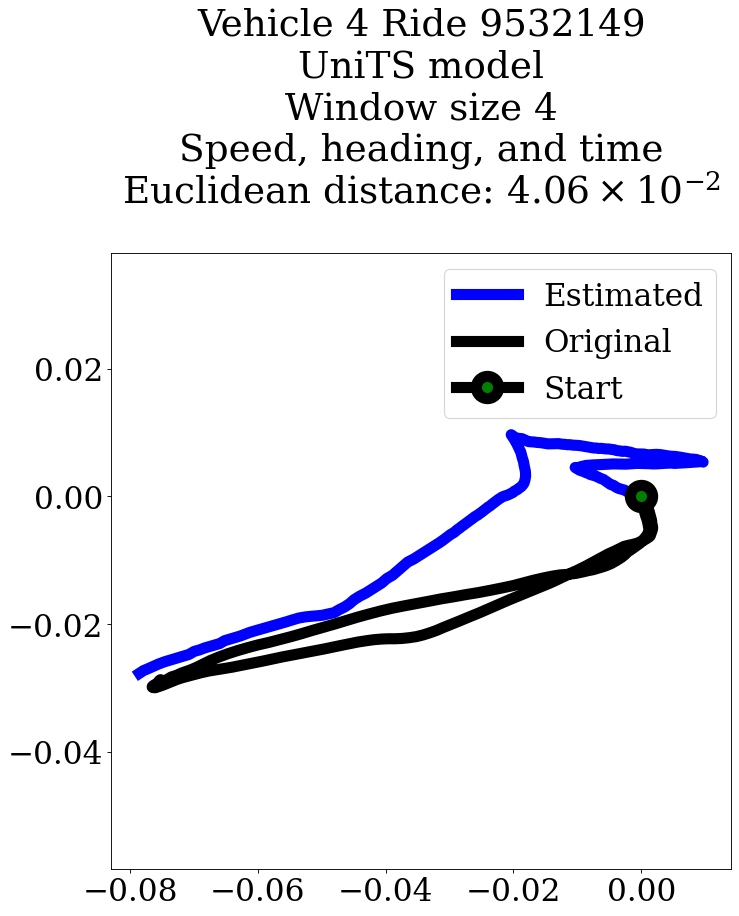 Vehicle 4 Ride 9532149
UniTS model
Window size 4
Speed, heading, and time
Euclidean distance: 4.06 × 10⁻²
Estimated
Original
Start
0.02
0.00
−0.02
−0.04
−0.08 −0.06 −0.04 −0.02 0.00